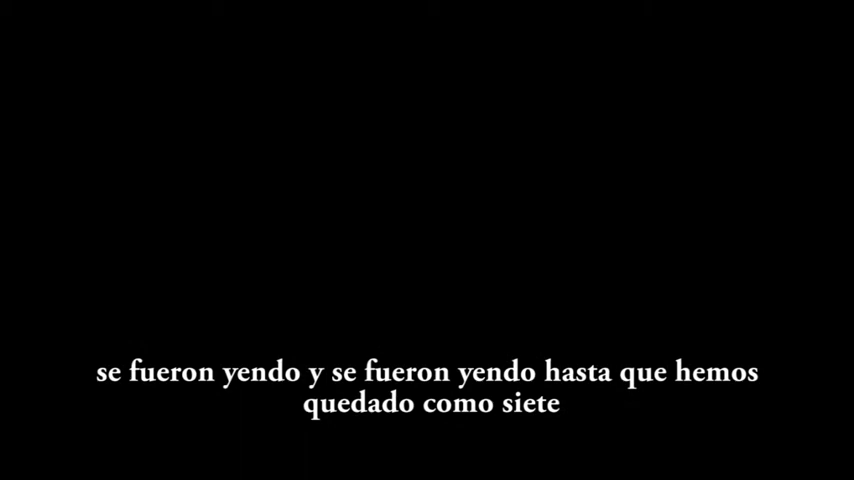 se fueron yendo y se fueron yendo hasta que hemos
quedado como siete